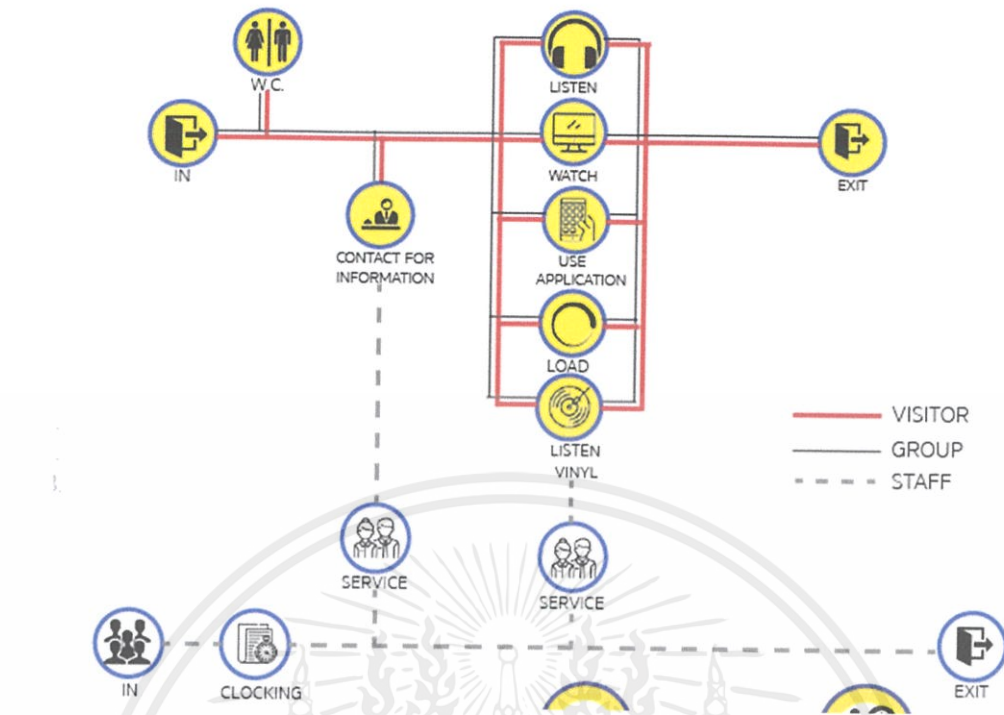 W.C.
LISTEN
IN
WATCH
EXIT
CONTACT FOR
INFORMATION
USE
APPLICATION
LOAD
LISTEN
VINYL
VISITOR
GROUP
STAFF
SERVICE
SERVICE
IN
CLOCKING
EXIT